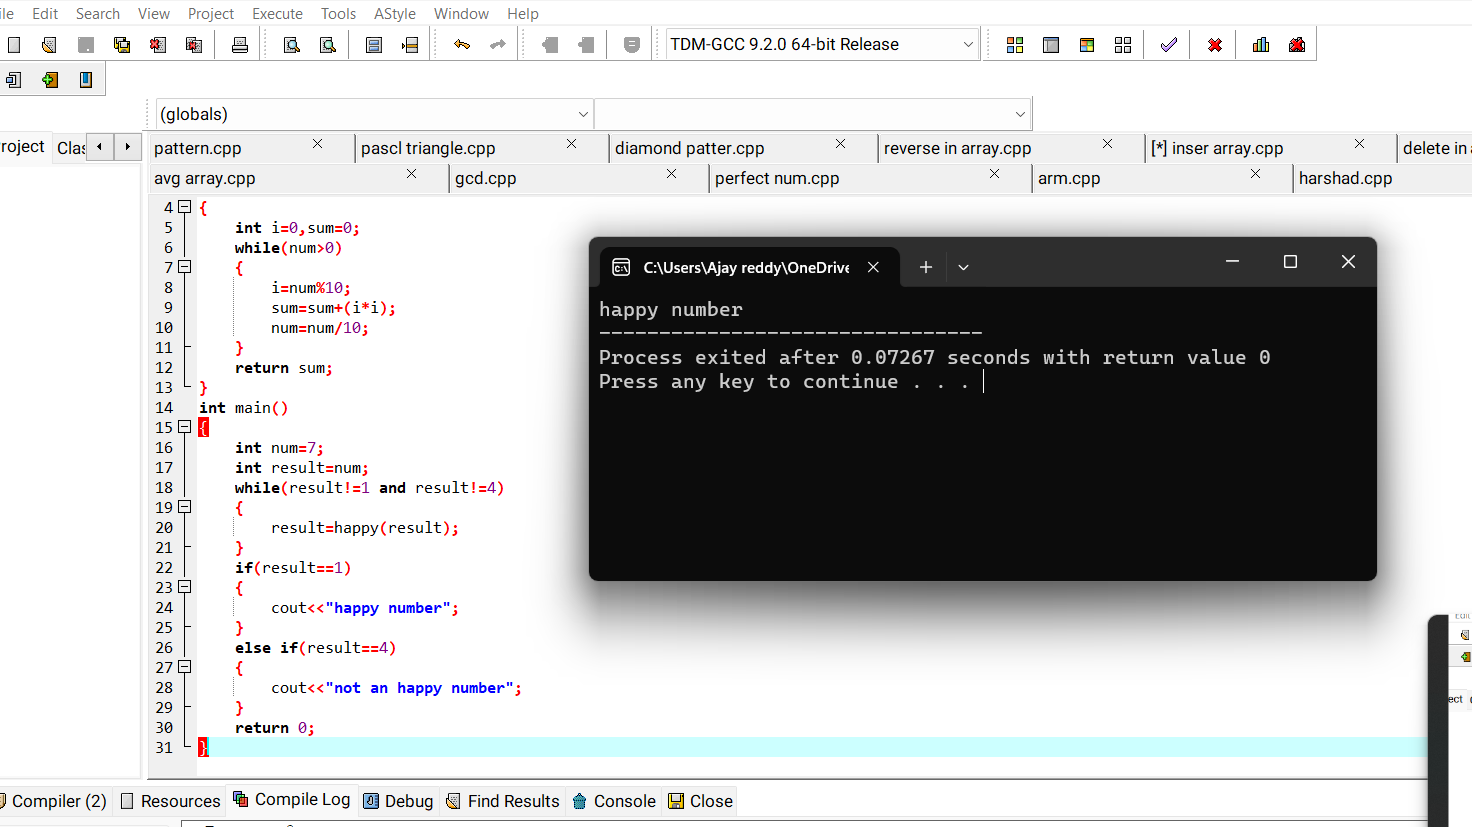 ile Edit Search View Project Execute Tools AStyle Window Help
TDM-GCC 9.2.0 64-bit Release
(globals)
roject Clas
pattern.cpp pascl triangle.cpp diamond patter.cpp reverse in array.cpp [*] inser array.cpp delete in a
avg array.cpp gcd.cpp perfect num.cpp arm.cpp harshad.cpp
4 {
5 int i=0,sum=0;
6 while(num>0)
7 {
8 i=num%10;
9 sum=sum+(i*i);
10 num=num/10;
11 }
12 return sum;
13 }
14 int main()
15 {
16 int num=7;
17 int result=num;
18 while(result!=1 and result!=4)
19 {
20 result=happy(result);
21 }
22 if(result==1)
23 {
24 cout<<"happy number";
25 }
26 else if(result==4)
27 {
28 cout<<"not an happy number";
29 }
30 return 0;
31 }
C:\Users\Ajay reddy\OneDrive
happy number
--------------------------------
Process exited after 0.07267 seconds with return value 0
Press any key to continue . . .
Edit
ect
Compiler (2) Resources Compile Log Debug Find Results Console Close